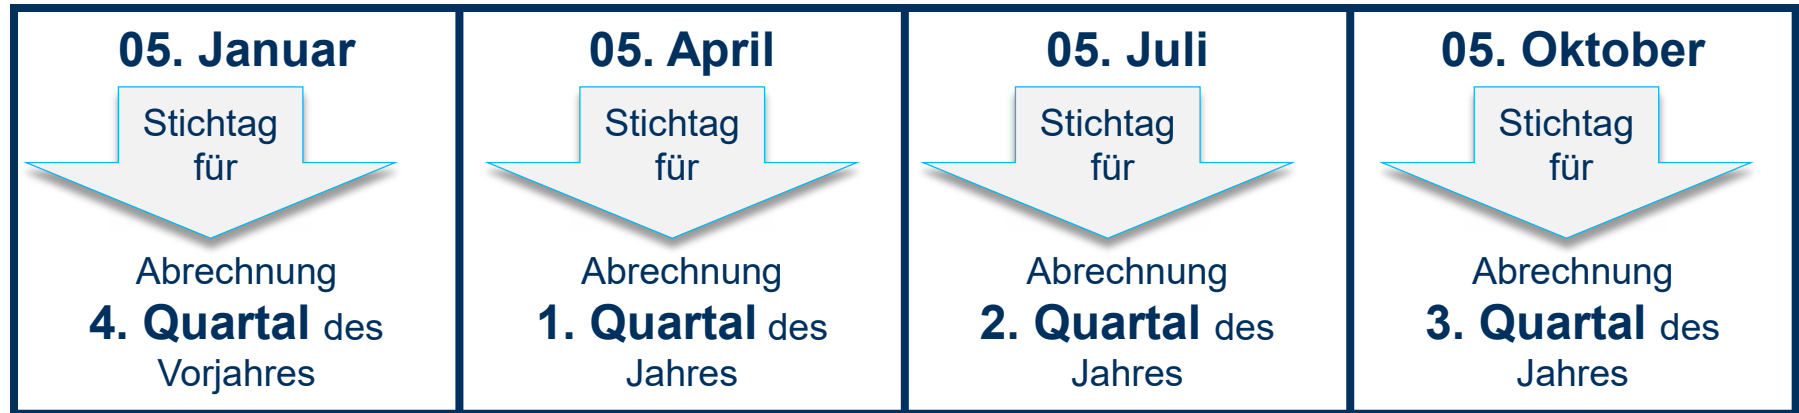 05. Januar
Stichtag
für
Abrechnung
4. Quartal des
Vorjahres
05. April
Stichtag
für
Abrechnung
1. Quartal des
Jahres
05. Juli
Stichtag
für
Abrechnung
2. Quartal des
Jahres
05. Oktober
Stichtag
für
Abrechnung
3. Quartal des
Jahres